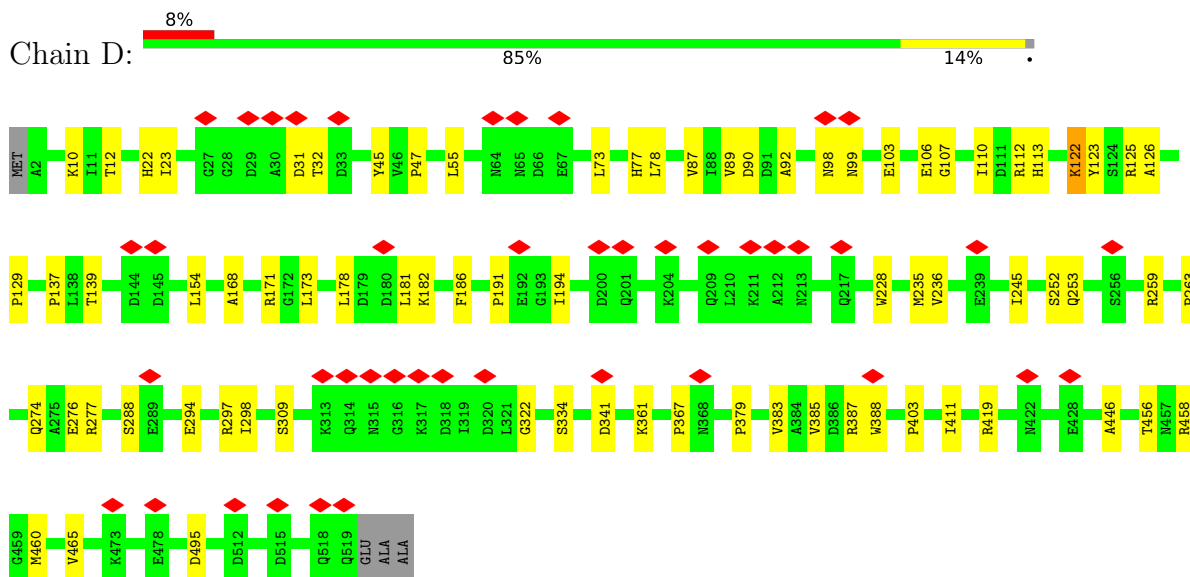 8%
Chain D:
85% 14% •
MET A2 K10 I11 T12 H22 I23 G27 G28 D29 A30 D31 T32 D33 Y45 V46 P47 L55 N64 N65 D66 E67 L73 H77 L78 V87 I88 V89 D90 D91 A92 N98 N99 E103 E106 G107 I110 D111 R112 H113 K122 Y123 S124 R125 A126
P129 P137 L138 T139 D144 D145 L154 A168 R171 G172 L173 L178 D179 D180 L181 K182 F186 P191 E192 G193 I194 D200 Q201 K204 Q209 L210 K211 A212 N213 Q217 W228 M235 V236 E239 I245 S252 Q253 S256 R259
Q274 A275 E276 R277 S288 E289 E294 R297 I298 S309 K313 Q314 N315 G316 K317 D318 I319 D320 L321 G322 S334 D341 K361 P367 N368 P379 V383 A384 V385 D386 R387 W388 P403 I411 R419 N422 E428 A446 T456 N457 R458
G459 M460 V465 K473 E478 D495 D512 D515 Q518 Q519 GLU ALA ALA